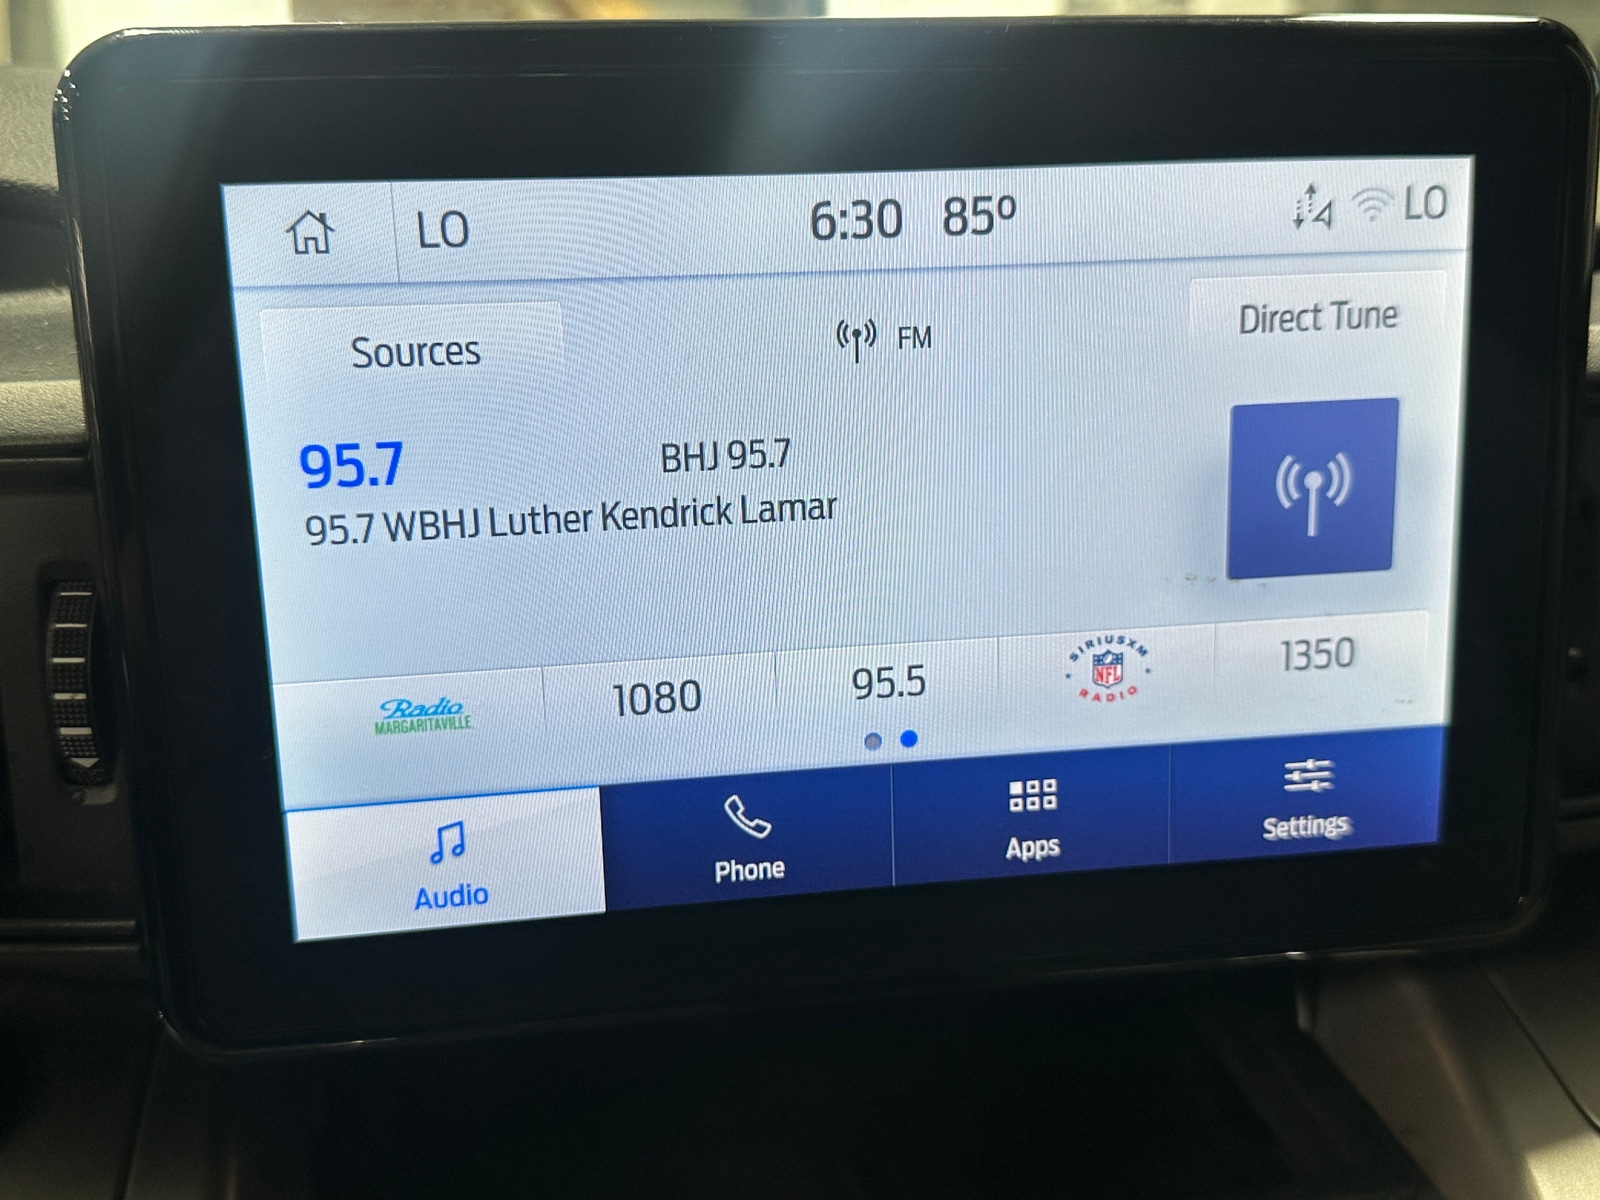 LO 6:30 85º LO
Sources FM Direct Tune
95.7 BHJ 95.7
95.7 WBHJ Luther Kendrick Lamar
Radio
MARGARITAVILLE
1080
95.5
SIRIUSXM
NFL
RADIO
1350
Audio Phone Apps Settings